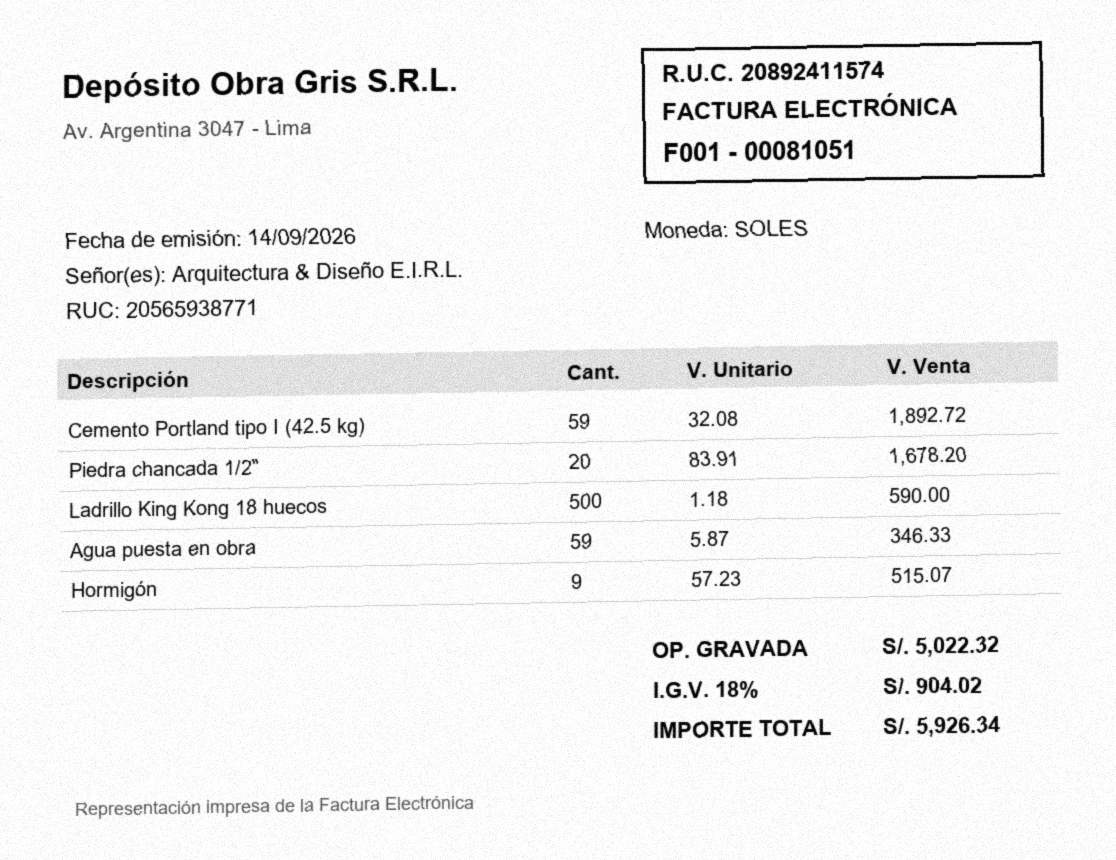 Depósito Obra Gris S.R.L.
Av. Argentina 3047 - Lima
R.U.C. 20892411574
FACTURA ELECTRÓNICA
F001 - 00081051
Fecha de emisión: 14/09/2026
Moneda: SOLES
Señor(es): Arquitectura & Diseño E.I.R.L.
RUC: 20565938771
Descripción Cant. V. Unitario V. Venta
Cemento Portland tipo I (42.5 kg) 59 32.08 1,892.72
Piedra chancada 1/2" 20 83.91 1,678.20
Ladrillo King Kong 18 huecos 500 1.18 590.00
Agua puesta en obra 59 5.87 346.33
Hormigón 9 57.23 515.07
OP. GRAVADA S/. 5,022.32
I.G.V. 18% S/. 904.02
IMPORTE TOTAL S/. 5,926.34
Representación impresa de la Factura Electrónica